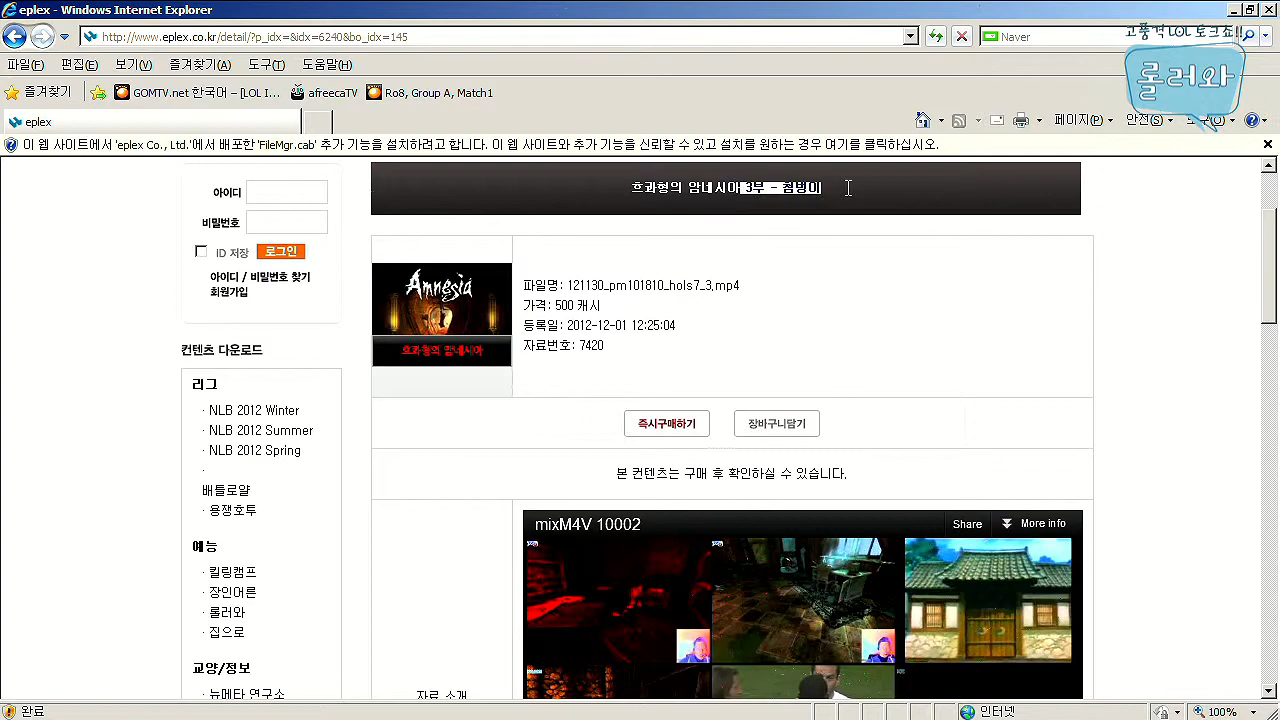 eplex - Windows Internet Explorer
고품격 LOL 토크쇼!!
롤러와
http://www.eplex.co.kr/detail/?p_idx=&idx=6240&bo_idx=145
Naver
파일(F) 편집(E) 보기(V) 즐겨찾기(A) 도구(T) 도움말(H)
즐겨찾기 GOMTV.net 한국어 – [LOL I... afreecaTV Ro8, Group A, Match1
eplex
페이지(P) 안전(S) 도구(O)
이 웹 사이트에서 'eplex Co., Ltd.'에서 배포한 'FileMgr.cab' 추가 기능을 설치하려고 합니다. 이 웹 사이트와 추가 기능을 신뢰할 수 있고 설치를 원하는 경우 여기를 클릭하십시오.
아이디
비밀번호
ID 저장 로그인
아이디 / 비밀번호 찾기
회원가입
컨텐츠 다운로드
리그
· NLB 2012 Winter
· NLB 2012 Summer
· NLB 2012 Spring
·
배틀로얄
· 용쟁호투
예능
· 킬링캠프
· 장인어른
· 롤러와
· 집으로
교양/정보
· 뉴메타 연구소
흐콰형의 암네시아 3부 - 첨벙이
Amnesia
흐콰형의 암네시아
파일명: 121130_pm101810_hols7_3.mp4
가격: 500 캐시
등록일: 2012-12-01 12:25:04
자료번호: 7420
즉시구매하기 장바구니담기
본 컨텐츠는 구매 후 확인하실 수 있습니다.
자료 소개
mixM4V 10002 Share More info
완료 인터넷 100%